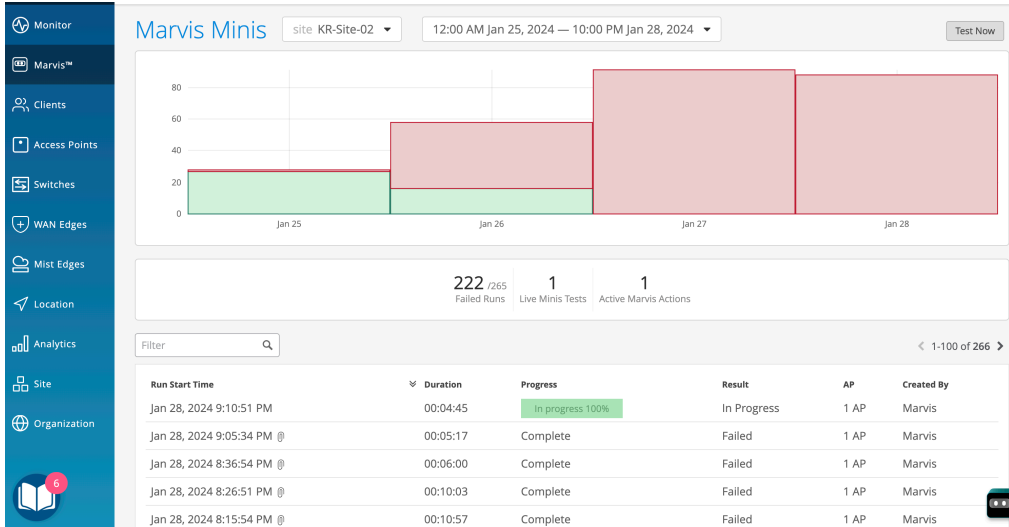 Monitor
Marvis™
Clients
Access Points
Switches
WAN Edges
Mist Edges
Location
Analytics
Site
Organization
6
Marvis Minis
site KR-Site-02
12:00 AM Jan 25, 2024 — 10:00 PM Jan 28, 2024
Test Now
80
60
40
20
0
Jan 25 Jan 26 Jan 27 Jan 28
222 /265 1 1
Failed Runs Live Minis Tests Active Marvis Actions
Filter
1-100 of 266
Run Start Time Duration Progress Result AP Created By
Jan 28, 2024 9:10:51 PM 00:04:45 In progress 100% In Progress 1 AP Marvis
Jan 28, 2024 9:05:34 PM @ 00:05:17 Complete Failed 1 AP Marvis
Jan 28, 2024 8:36:54 PM @ 00:06:00 Complete Failed 1 AP Marvis
Jan 28, 2024 8:26:51 PM @ 00:10:03 Complete Failed 1 AP Marvis
Jan 28, 2024 8:15:54 PM @ 00:10:57 Complete Failed 1 AP Marvis